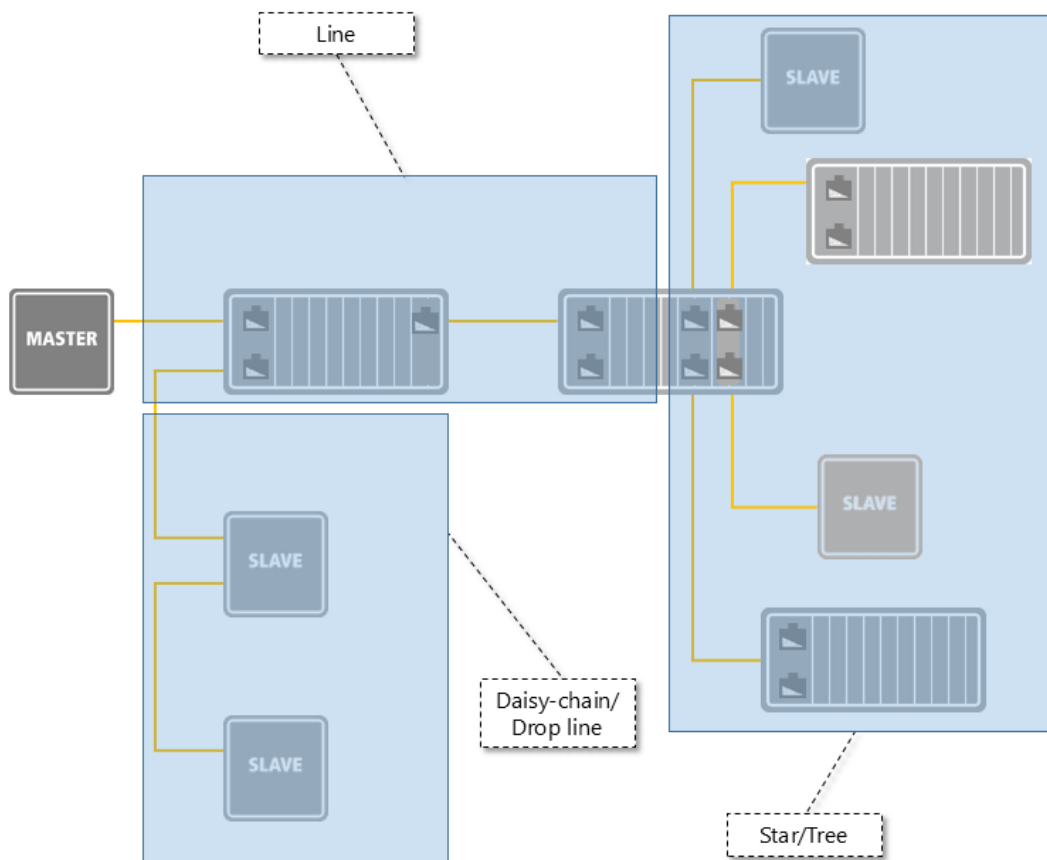 Line
SLAVE
MASTER
SLAVE
SLAVE
Daisy-chain/
Drop line
SLAVE
Star/Tree